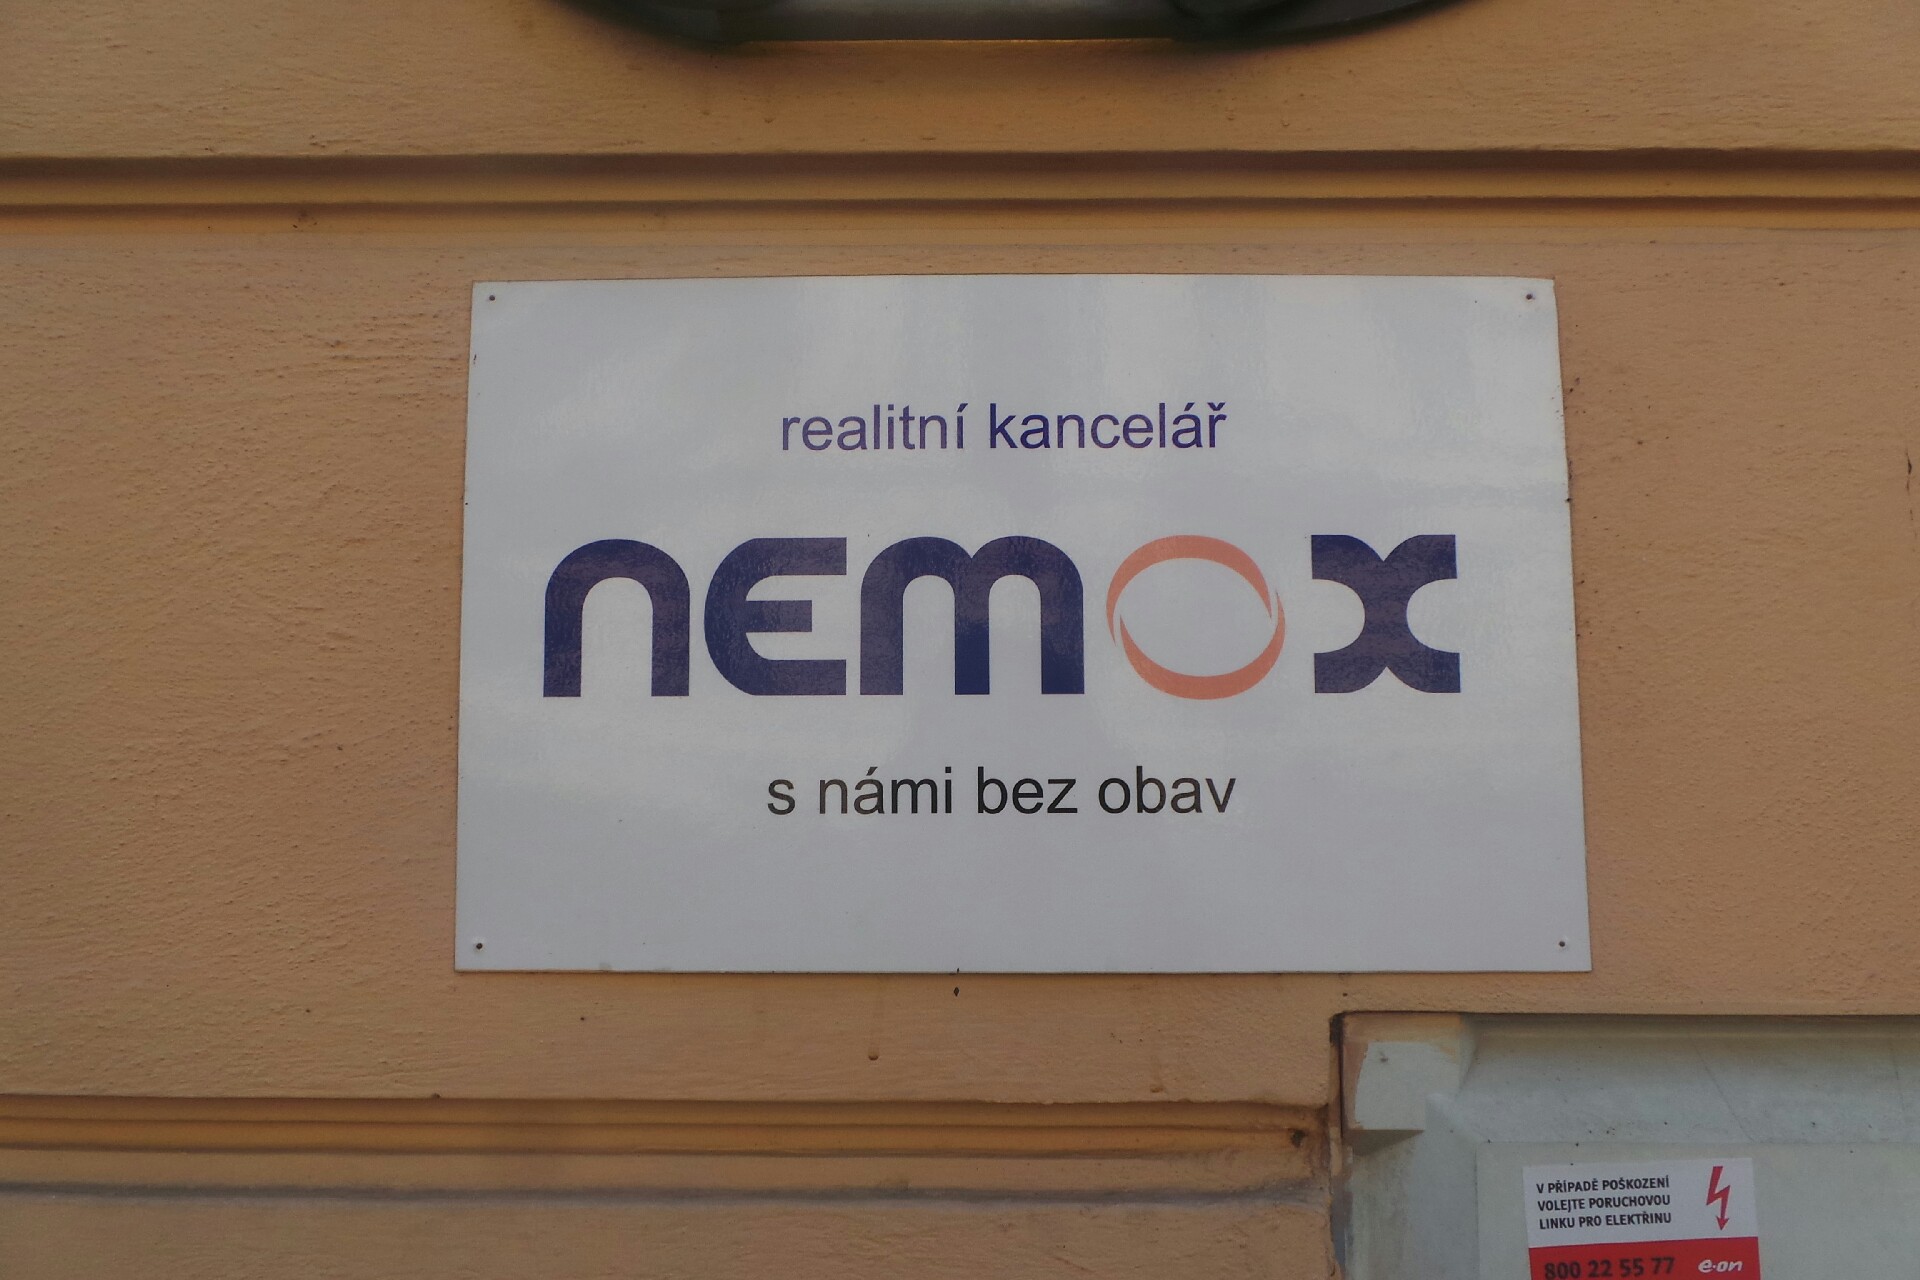 realitní kancelář
nemox
s námi bez obav
V PŘÍPADĚ POŠKOZENÍ
VOLEJTE PORUCHOVOU
LINKU PRO ELEKTŘINU
800 22 55 77 e·on